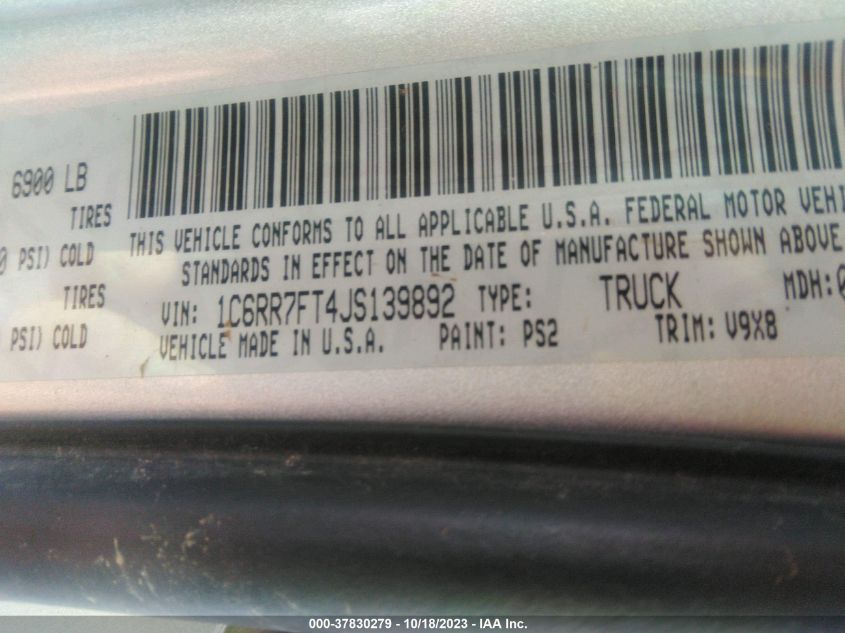 6900 LB
TIRES
PSI) COLD
TIRES
PSI) COLD
THIS VEHICLE CONFORMS TO ALL APPLICABLE U.S.A. FEDERAL MOTOR VEHI
STANDARDS IN EFFECT ON THE DATE OF MANUFACTURE SHOWN ABOVE
VIN: 1C6RR7FT4JS139892 TYPE: TRUCK MDH:0
VEHICLE MADE IN U.S.A. PAINT: PS2 TRIM: V9X8
000-37830279 - 10/18/2023 - IAA Inc.